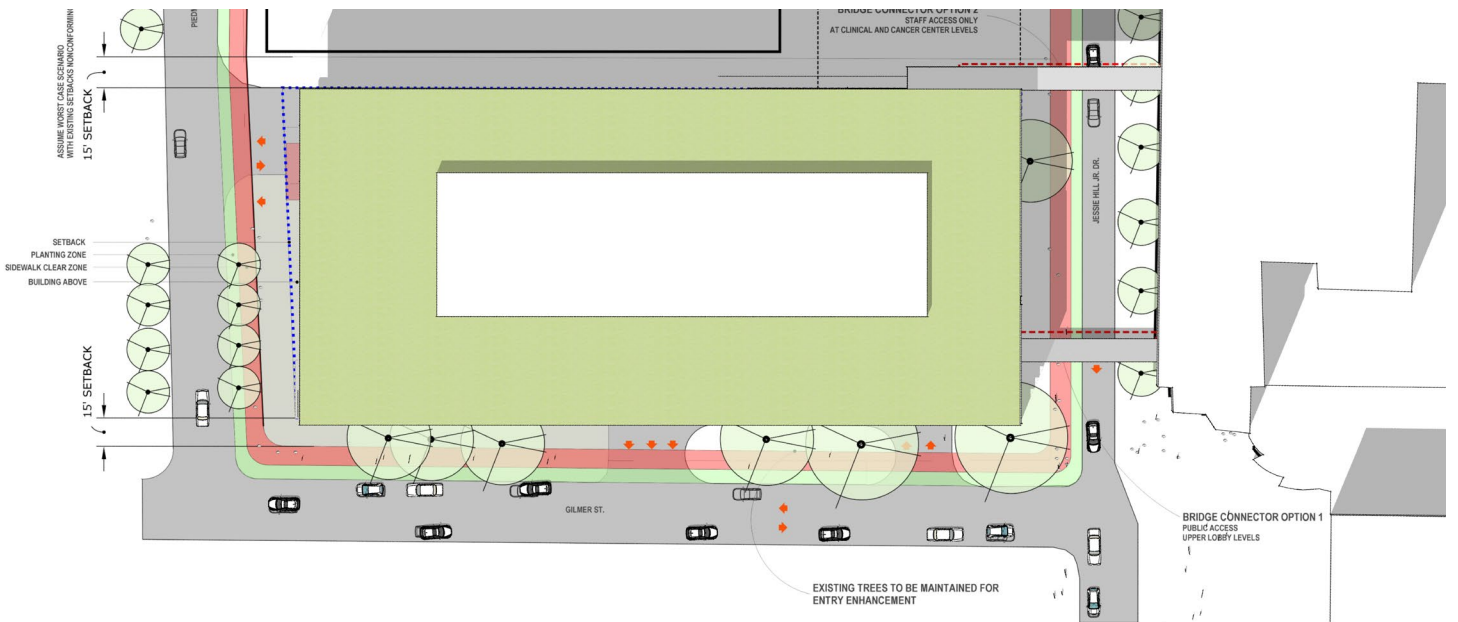 BRIDGE CONNECTOR OPTION 2
STAFF ACCESS ONLY
AT CLINICAL AND CANCER CENTER LEVELS
ASSUME WORST CASE SCENARIO
WITH EXISTING SETBACKS NONCONFORMING
15' SETBACK
JESSIE HILL JR. DR.
SETBACK
PLANTING ZONE
SIDEWALK CLEAR ZONE
BUILDING ABOVE
15' SETBACK
GILMER ST.
BRIDGE CONNECTOR OPTION 1
PUBLIC ACCESS
UPPER LOBBY LEVELS
EXISTING TREES TO BE MAINTAINED FOR
ENTRY ENHANCEMENT